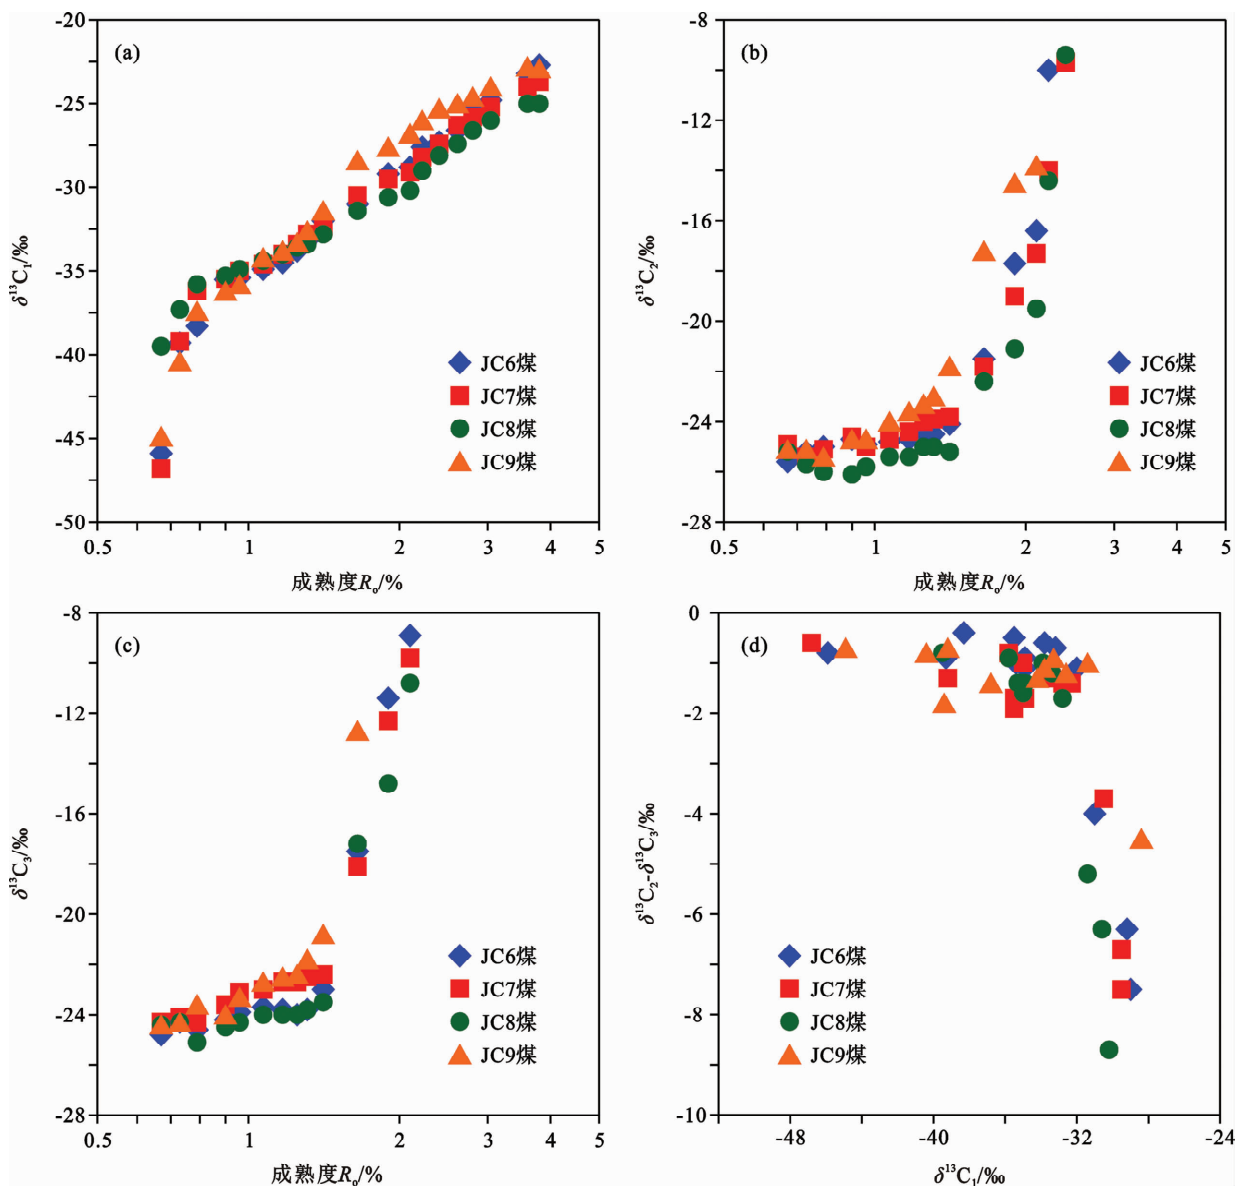 (a)
-20
-25
-30
-35
-40
-45
-50
δ¹³C₁/‰
JC6煤
JC7煤
JC8煤
JC9煤
0.5 1 2 3 4 5
成熟度Rₒ/%
(b)
-8
-12
-16
-20
-24
-28
δ¹³C₂/‰
JC6煤
JC7煤
JC8煤
JC9煤
0.5 1 2 3 4 5
成熟度Rₒ/%
(c)
-8
-12
-16
-20
-24
-28
δ¹³C₃/‰
JC6煤
JC7煤
JC8煤
JC9煤
0.5 1 2 3 4 5
成熟度Rₒ/%
(d)
0
-2
-4
-6
-8
-10
δ¹³C₂-δ¹³C₃/‰
JC6煤
JC7煤
JC8煤
JC9煤
-48 -40 -32 -24
δ¹³C₁/‰